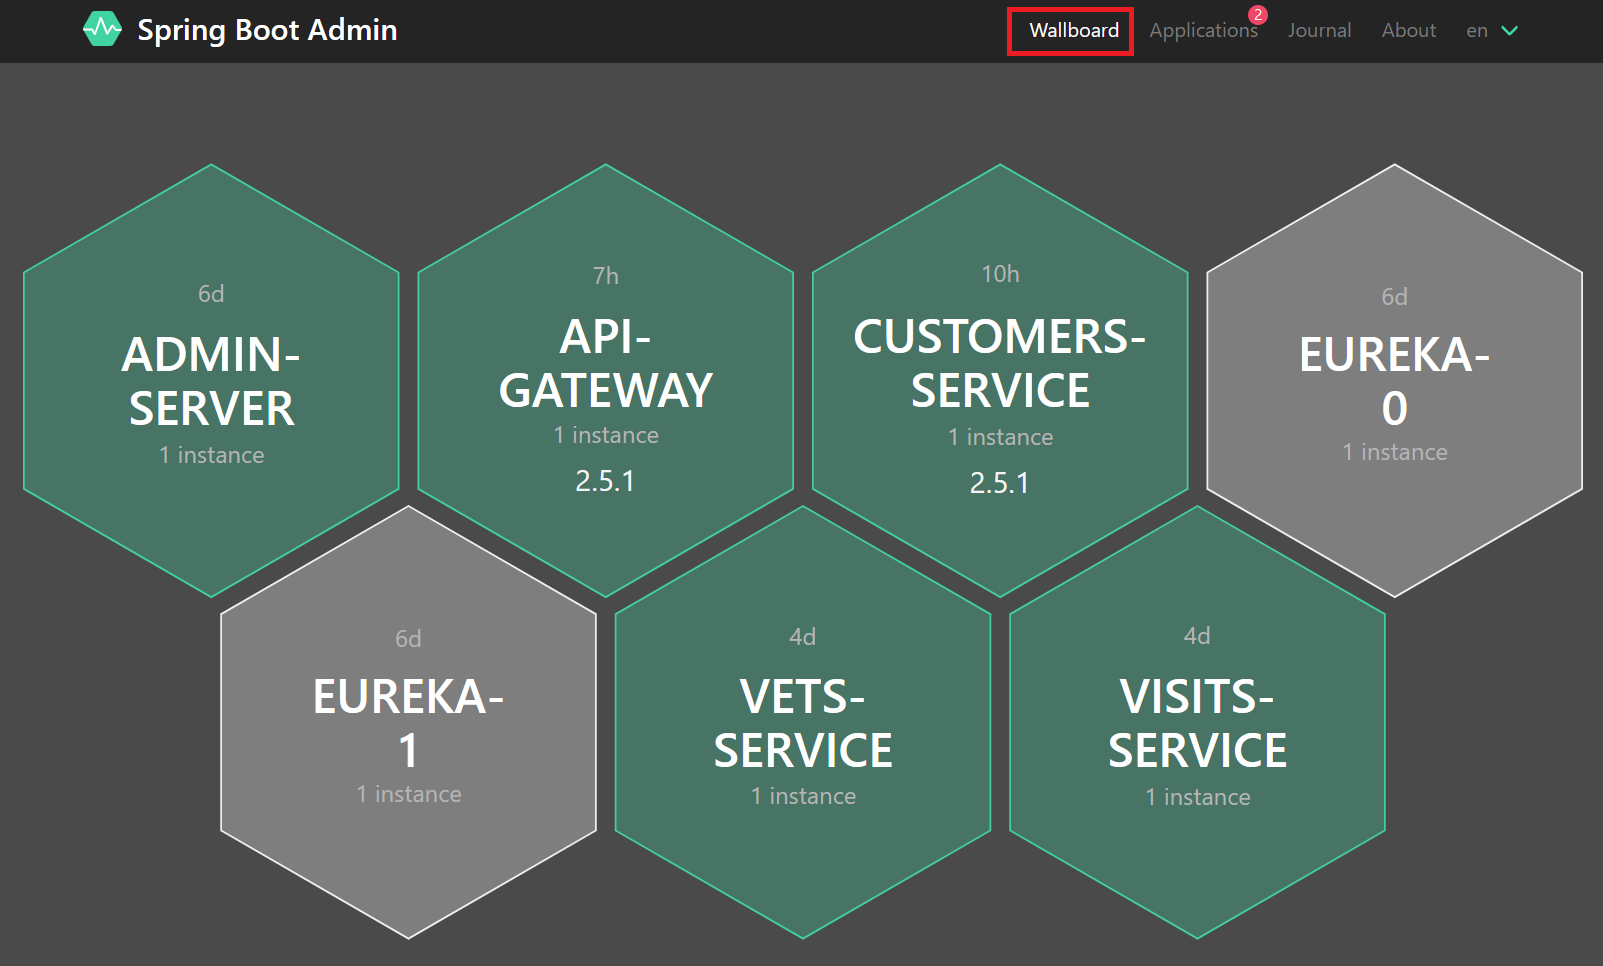 Spring Boot Admin
Wallboard
Applications
2
Journal
About
en
6d
ADMIN-
SERVER
1 instance
7h
API-
GATEWAY
1 instance
2.5.1
10h
CUSTOMERS-
SERVICE
1 instance
2.5.1
6d
EUREKA-
0
1 instance
6d
EUREKA-
1
1 instance
4d
VETS-
SERVICE
1 instance
4d
VISITS-
SERVICE
1 instance